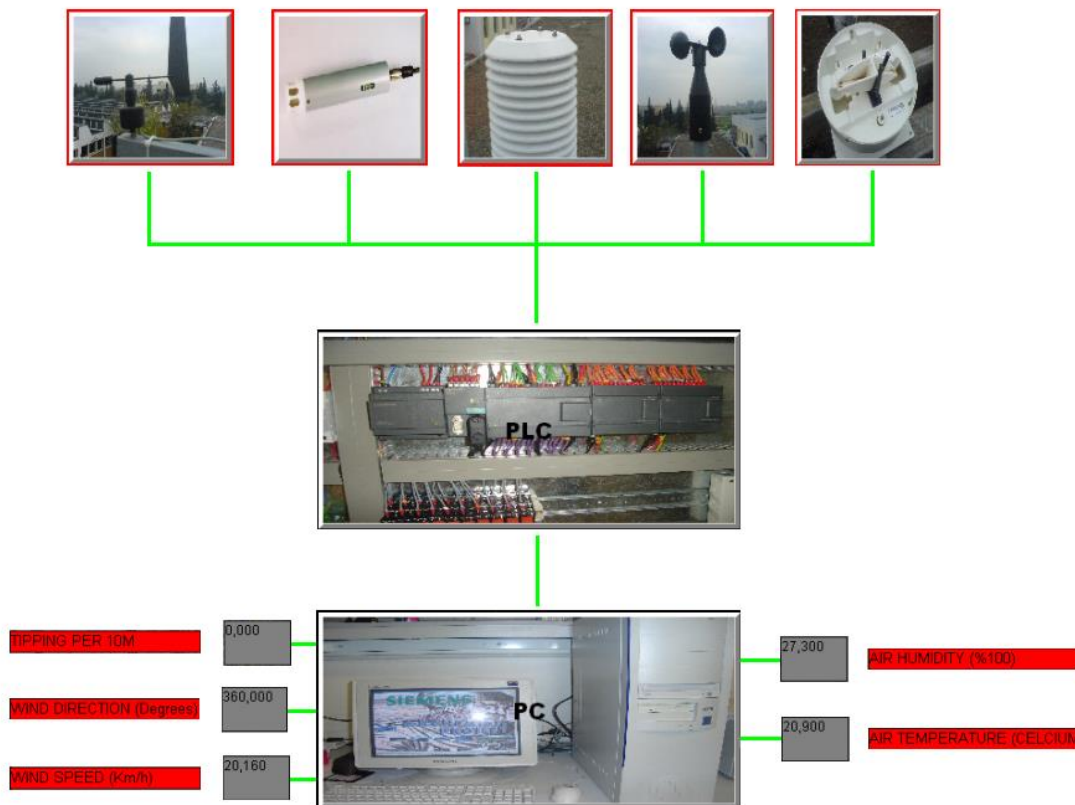 PLC
TIPPING PER 10M
0,000
27,300
AIR HUMIDITY (%100)
WIND DIRECTION (Degrees)
360,000
SIEMENS
PC
20,900
AIR TEMPERATURE (CELCIUM
WIND SPEED (Km/h)
20,160